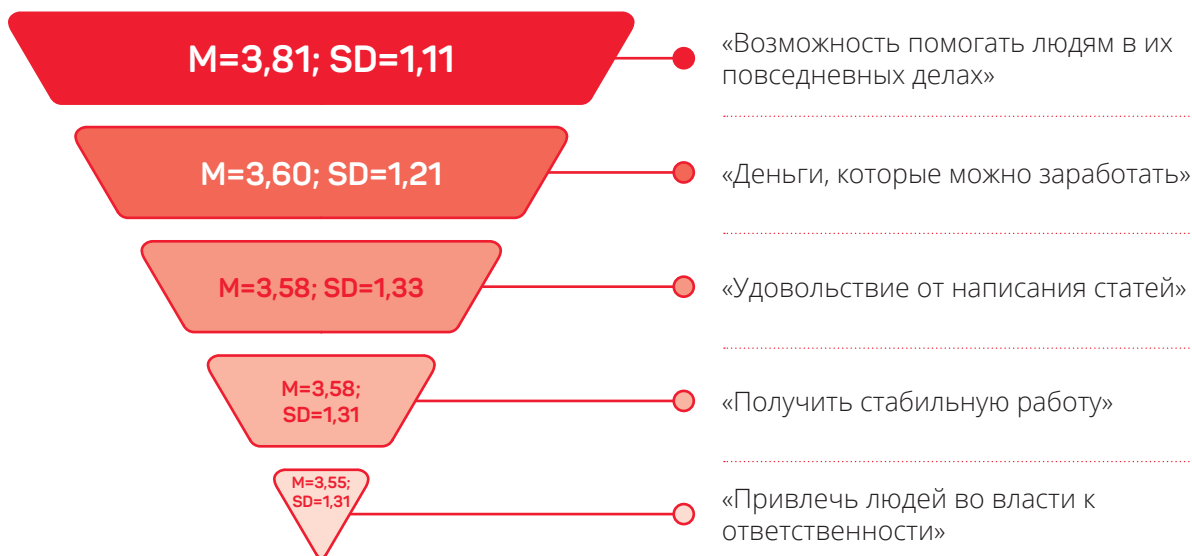 M=3,81; SD=1,11
«Возможность помогать людям в их
повседневных делах»
M=3,60; SD=1,21
«Деньги, которые можно заработать»
M=3,58; SD=1,33
«Удовольствие от написания статей»
M=3,58;
SD=1,31
«Получить стабильную работу»
M=3,55;
SD=1,31
«Привлечь людей во власти к
ответственности»